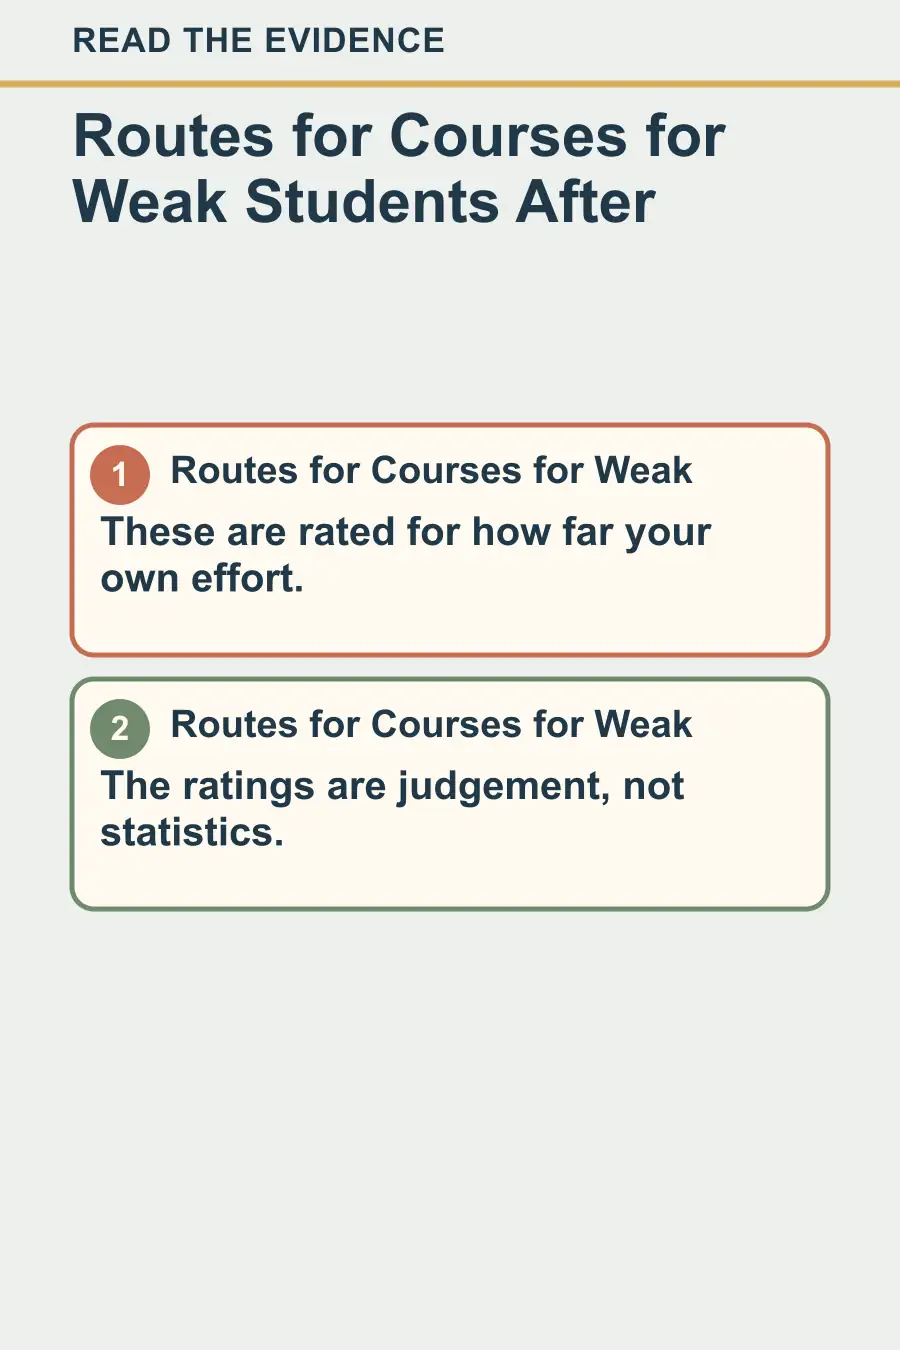 READ THE EVIDENCE
Routes for Courses for
Weak Students After
1 Routes for Courses for Weak
These are rated for how far your
own effort.
2 Routes for Courses for Weak
The ratings are judgement, not
statistics.